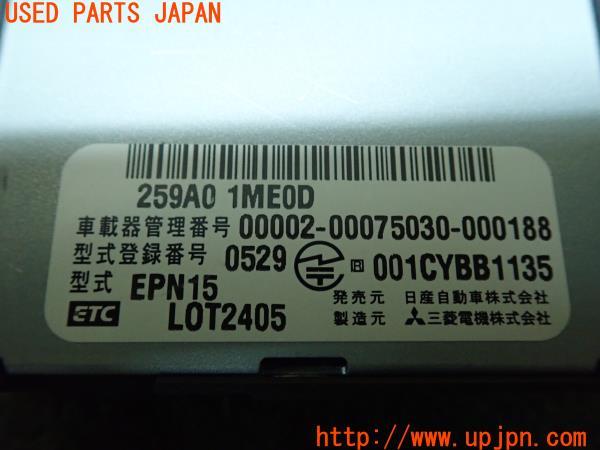 USED PARTS JAPAN
259A0 1ME0D
車載器管理番号 00002-00075030-000188
型式登録番号 0529 R 001CYBB1135
型式 EPN15 発売元 日産自動車株式会社
ETC LOT2405 製造元 三菱電機株式会社
http://www.upjpn.com/